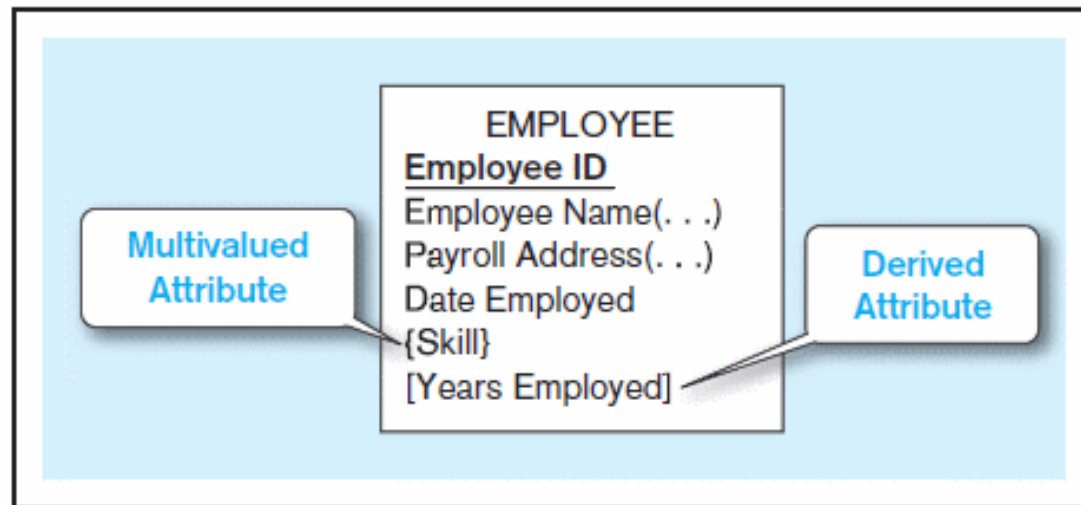 EMPLOYEE
Employee ID
Employee Name(. . .)
Payroll Address(. . .)
Date Employed
{Skill}
[Years Employed]
Multivalued
Attribute
Derived
Attribute